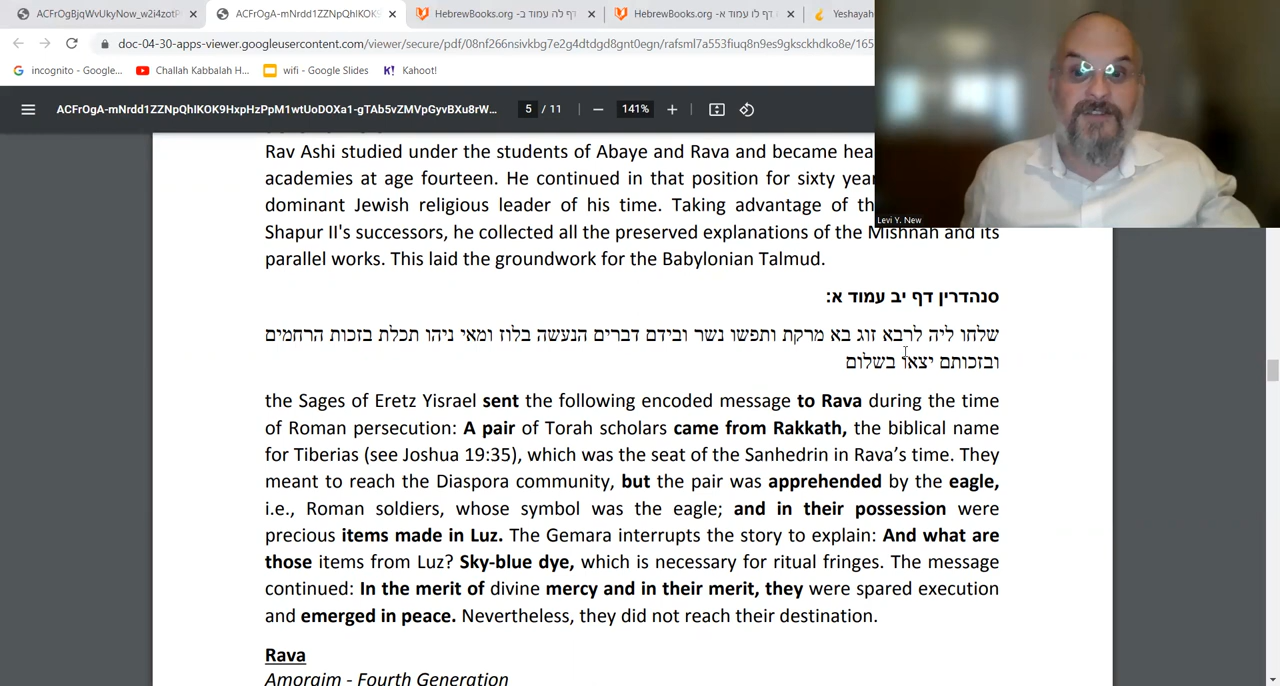 ACFrOgBjqWvUkyNow_w2i4zotP
ACFrOgA-mNrdd1ZZNpQhIKOK9
HebrewBooks.org - דף לה עמוד ב
HebrewBooks.org - דף לו עמוד א
Yeshayah
doc-04-30-apps-viewer.googleusercontent.com/viewer/secure/pdf/08nf266nsivkbg7e2g4dtdgd8gnt0egn/rafsml7a553fiuq8n9es9gksckhdko8e/165
incognito - Google...
Challah Kabbalah H...
wifi - Google Slides
K! Kahoot!
ACFrOgA-mNrdd1ZZNpQhIKOK9HxpHzPpM1wtUoDOXa1-gTAb5vZMVpGyvBXu8rW...
5 / 11
141%
Levi Y. New
Rav Ashi studied under the students of Abaye and Rava and became hea
academies at age fourteen. He continued in that position for sixty year
dominant Jewish religious leader of his time. Taking advantage of th
Shapur II's successors, he collected all the preserved explanations of the Mishnah and its
parallel works. This laid the groundwork for the Babylonian Talmud.
סנהדרין דף יב עמוד א:
שלחו ליה לרבא זוג בא מרקת ותפשו נשר ובידם דברים הנעשה בלוז ומאי ניהו תכלת בזכות הרחמים
ובזכותם יצאו בשלום
the Sages of Eretz Yisrael sent the following encoded message to Rava during the time
of Roman persecution: A pair of Torah scholars came from Rakkath, the biblical name
for Tiberias (see Joshua 19:35), which was the seat of the Sanhedrin in Rava’s time. They
meant to reach the Diaspora community, but the pair was apprehended by the eagle,
i.e., Roman soldiers, whose symbol was the eagle; and in their possession were
precious items made in Luz. The Gemara interrupts the story to explain: And what are
those items from Luz? Sky-blue dye, which is necessary for ritual fringes. The message
continued: In the merit of divine mercy and in their merit, they were spared execution
and emerged in peace. Nevertheless, they did not reach their destination.
Rava
Amoraim - Fourth Generation